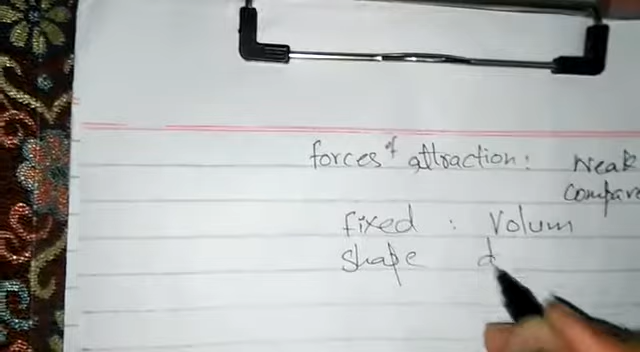 forces of attraction: weak
compare
fixed : Volum
shape d